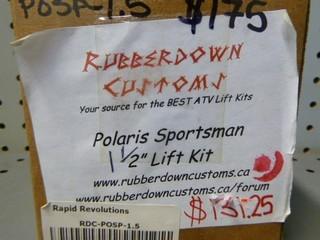 POSP-1.5 $175
RUBBERDOWN
CUSTOMS
Your source for the BEST ATV Lift Kits
Polaris Sportsman
1 1/2" Lift Kit
www.rubberdowncustoms.ca
www.rubberdowncustoms.ca/forum
$131.25
Rapid Revolutions
RDC-POSP-1.5